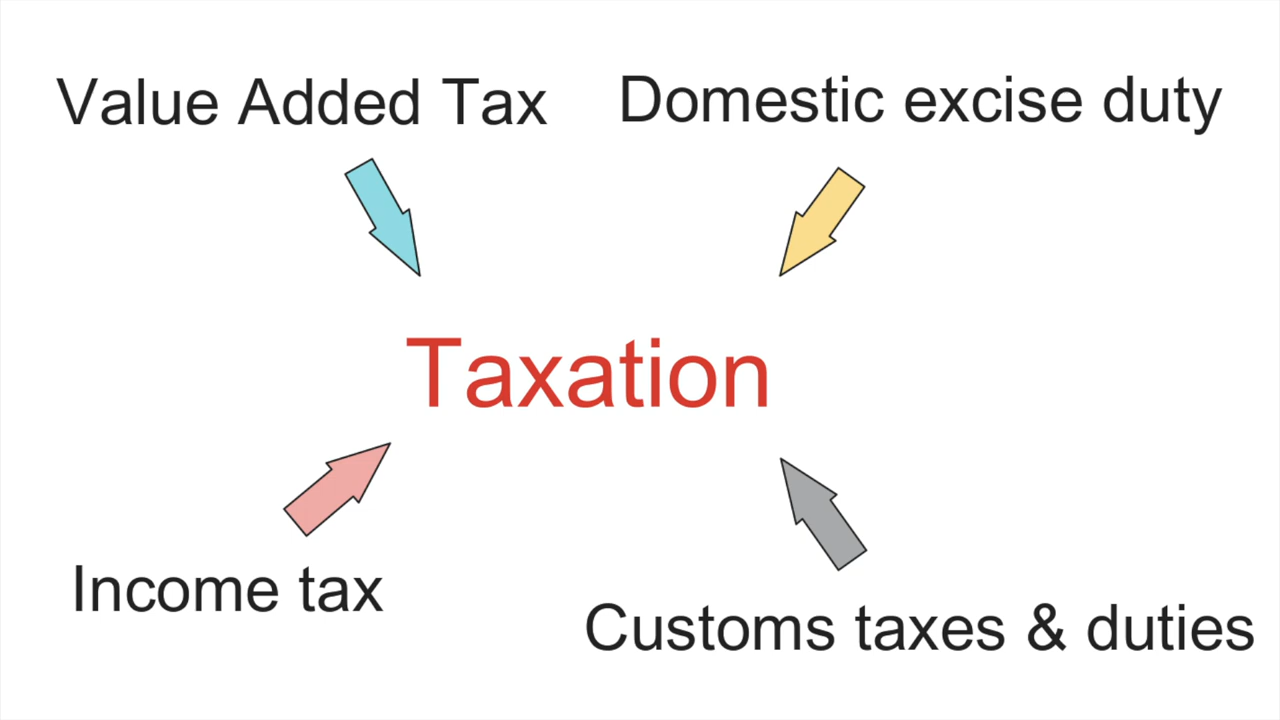 Value Added Tax
Domestic excise duty
Taxation
Income tax
Customs taxes & duties